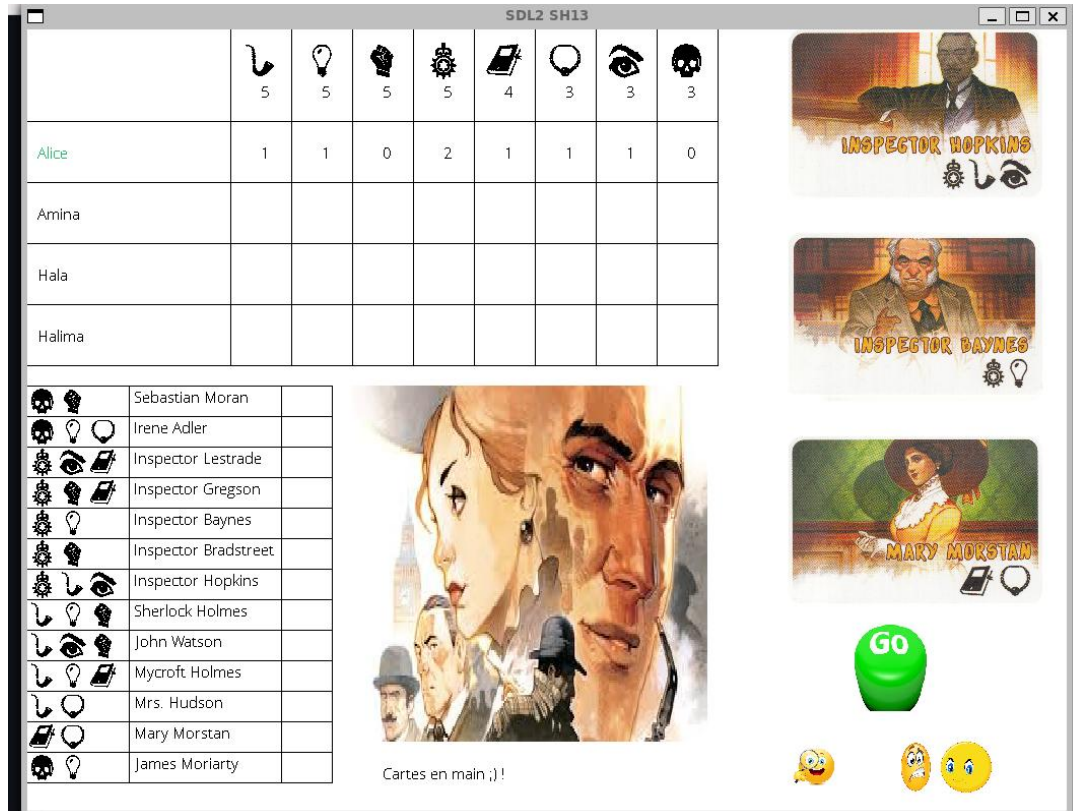 SDL2 SH13
5 5 5 5 4 3 3 3
Alice 1 1 0 2 1 1 1 0
Amina
Hala
Halima
INSPECTOR HOPKINS
INSPECTOR BAYNES
MARY MORSTAN
Sebastian Moran
Irene Adler
Inspector Lestrade
Inspector Gregson
Inspector Baynes
Inspector Bradstreet
Inspector Hopkins
Sherlock Holmes
John Watson
Mycroft Holmes
Mrs. Hudson
Mary Morstan
James Moriarty
Go
Cartes en main ;) !